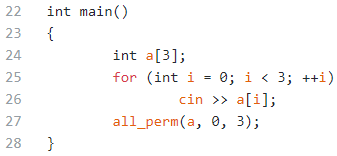 22 int main()
23 {
24 int a[3];
25 for (int i = 0; i < 3; ++i)
26 cin >> a[i];
27 all_perm(a, 0, 3);
28 }